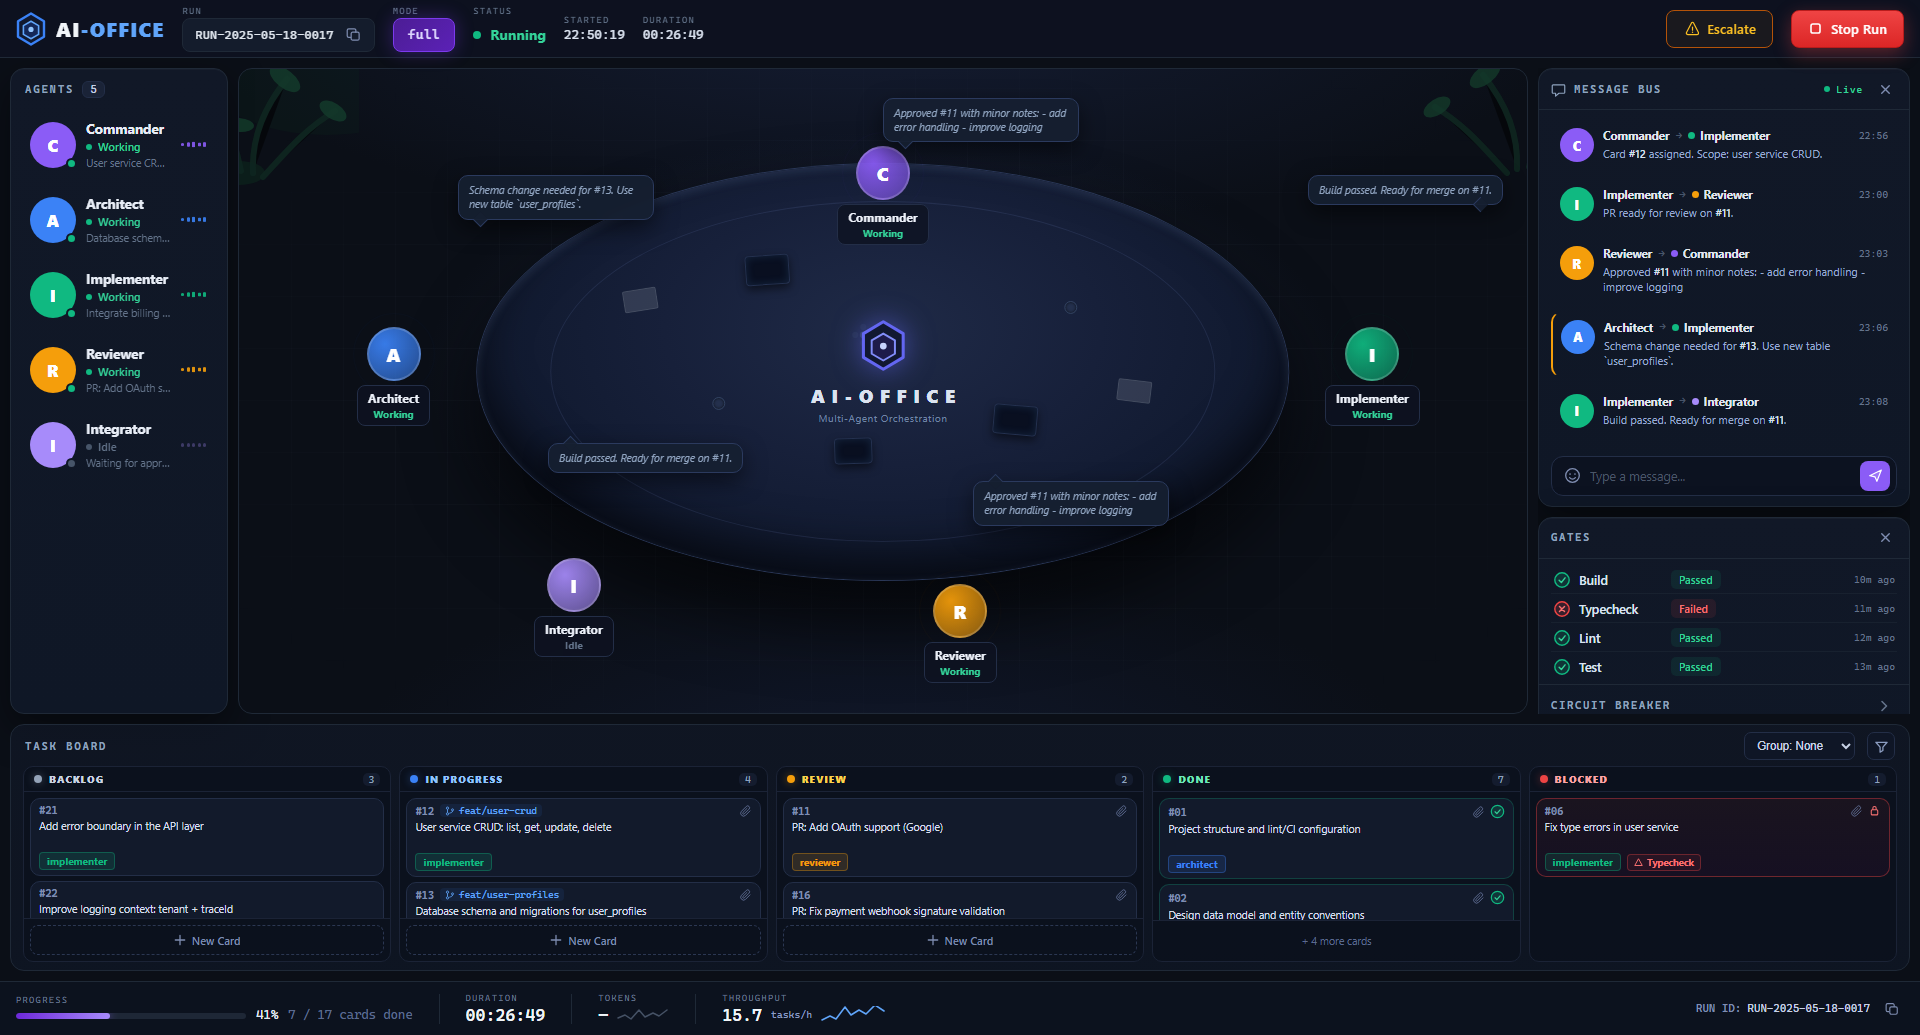 AI-OFFICE
RUN
RUN-2025-05-18-0017
MODE
full
STATUS
Running
STARTED
22:50:19
DURATION
00:26:49
Escalate
Stop Run
AGENTS 5
C
Commander
Working
User service CR...
A
Architect
Working
Database schem...
I
Implementer
Working
Integrate billing ...
R
Reviewer
Working
PR: Add OAuth s...
I
Integrator
Idle
Waiting for appr...
Approved #11 with minor notes: - add
error handling - improve logging
Schema change needed for #13. Use
new table `user_profiles`.
Build passed. Ready for merge on #11.
C
Commander
Working
A
Architect
Working
I
Implementer
Working
AI-OFFICE
Multi-Agent Orchestration
Build passed. Ready for merge on #11.
Approved #11 with minor notes: - add
error handling - improve logging
I
Integrator
Idle
R
Reviewer
Working
MESSAGE BUS
Live
C
Commander → Implementer 22:56
Card #12 assigned. Scope: user service CRUD.
I
Implementer → Reviewer 23:00
PR ready for review on #11.
R
Reviewer → Commander 23:03
Approved #11 with minor notes: - add error handling -
improve logging
A
Architect → Implementer 23:06
Schema change needed for #13. Use new table
`user_profiles`.
I
Implementer → Integrator 23:08
Build passed. Ready for merge on #11.
Type a message...
GATES
Build Passed 10m ago
Typecheck Failed 11m ago
Lint Passed 12m ago
Test Passed 13m ago
CIRCUIT BREAKER
TASK BOARD
Group: None
BACKLOG 3
#21
Add error boundary in the API layer
implementer
#22
Improve logging context: tenant + traceId
+ New Card
IN PROGRESS 4
#12 feat/user-crud
User service CRUD: list, get, update, delete
implementer
#13 feat/user-profiles
Database schema and migrations for user_profiles
+ New Card
REVIEW 2
#11
PR: Add OAuth support (Google)
reviewer
#16
PR: Fix payment webhook signature validation
+ New Card
DONE 7
#01
Project structure and lint/CI configuration
architect
#02
Design data model and entity conventions
+ 4 more cards
BLOCKED 1
#06
Fix type errors in user service
implementer
Typecheck
PROGRESS
41% 7 / 17 cards done
DURATION
00:26:49
TOKENS
—
THROUGHPUT
15.7 tasks/h
RUN ID: RUN-2025-05-18-0017